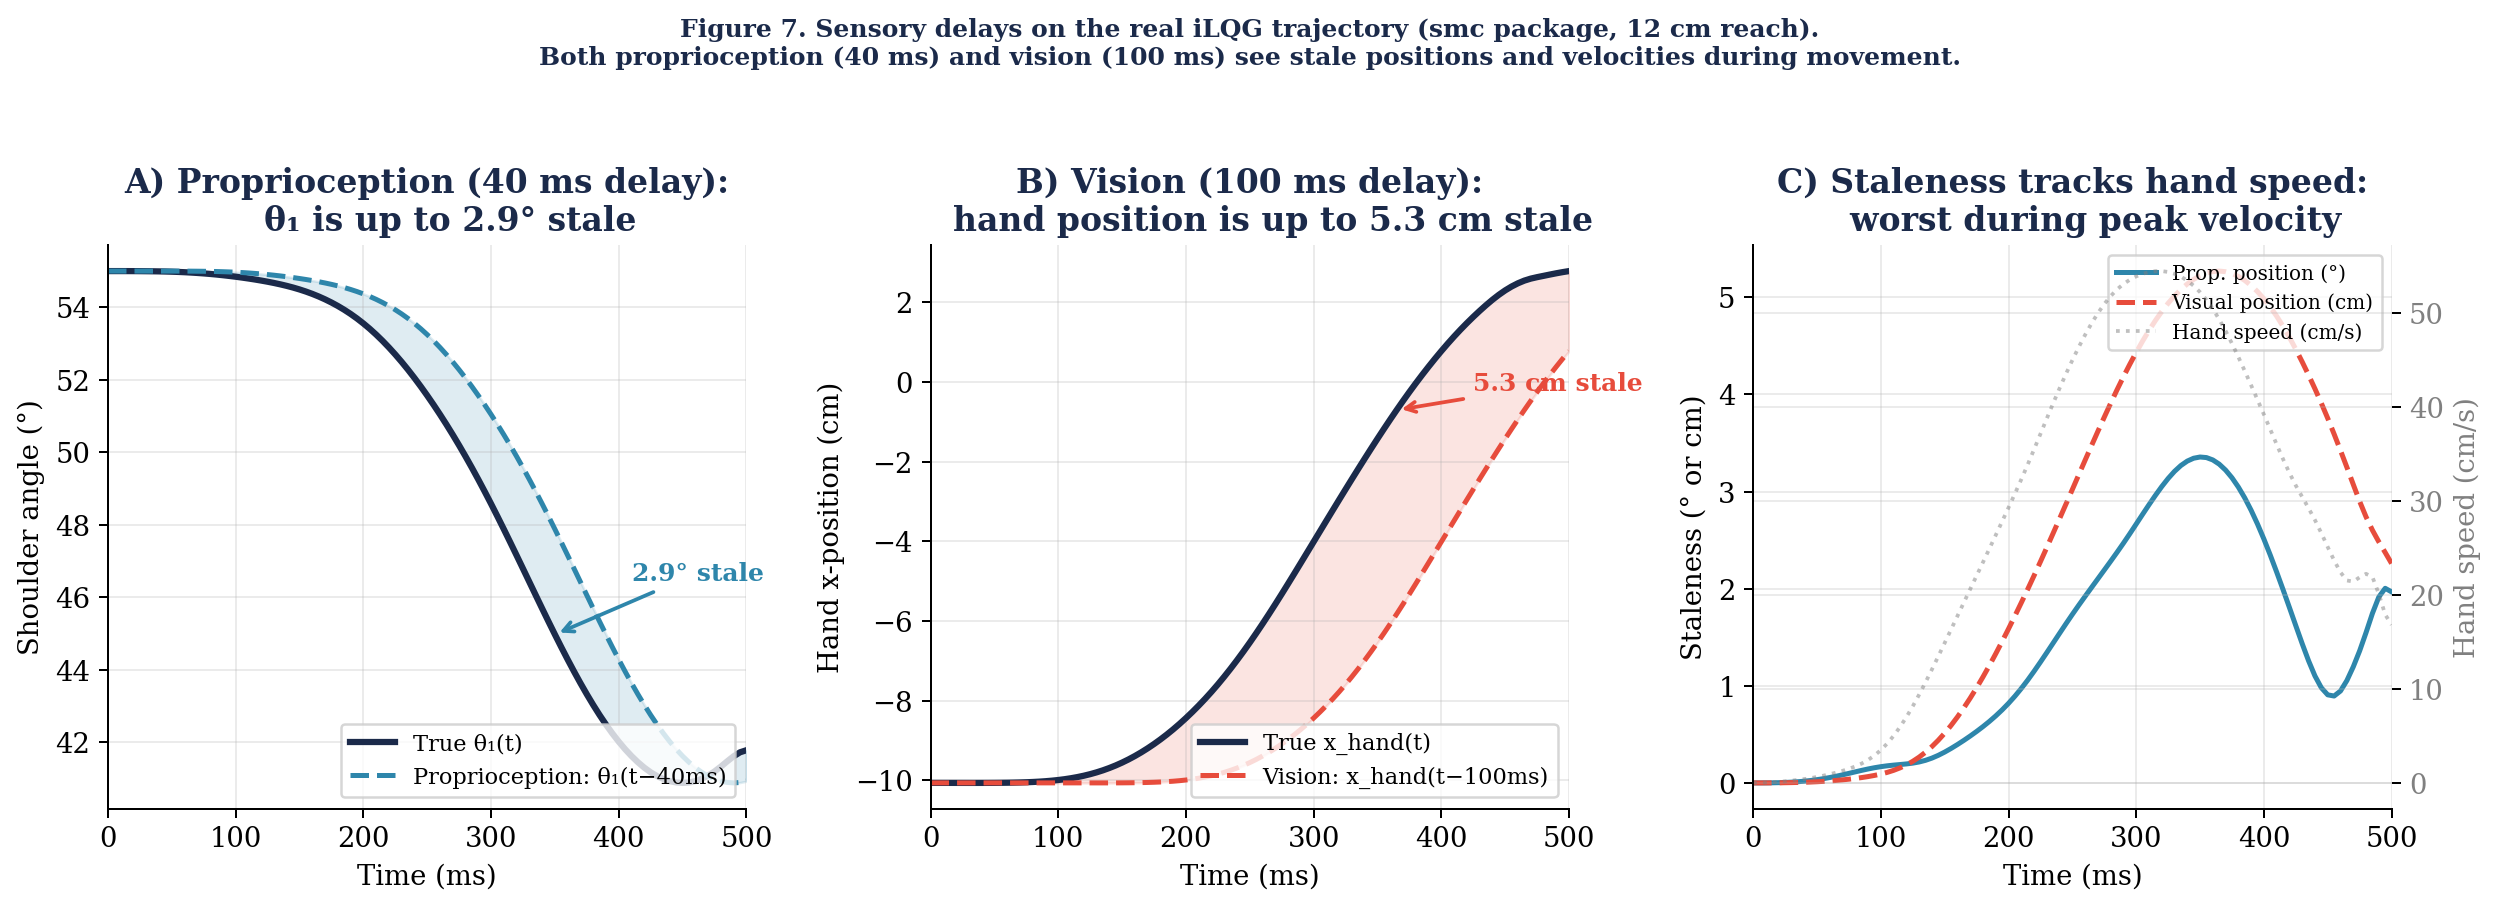 Figure 7. Sensory delays on the real iLQG trajectory (smc package, 12 cm reach).
Both proprioception (40 ms) and vision (100 ms) see stale positions and velocities during movement.
A) Proprioception (40 ms delay):
θ₁ is up to 2.9° stale
Shoulder angle (°)
54
52
50
48
46
44
42
2.9° stale
True θ₁(t)
Proprioception: θ₁(t−40ms)
0 100 200 300 400 500
Time (ms)
B) Vision (100 ms delay):
hand position is up to 5.3 cm stale
Hand x-position (cm)
2
0
−2
−4
−6
−8
−10
5.3 cm stale
True x_hand(t)
Vision: x_hand(t−100ms)
0 100 200 300 400 500
Time (ms)
C) Staleness tracks hand speed:
worst during peak velocity
Staleness (° or cm)
5
4
3
2
1
0
Prop. position (°)
Visual position (cm)
Hand speed (cm/s)
50
40
30
20
10
0
Hand speed (cm/s)
0 100 200 300 400 500
Time (ms)